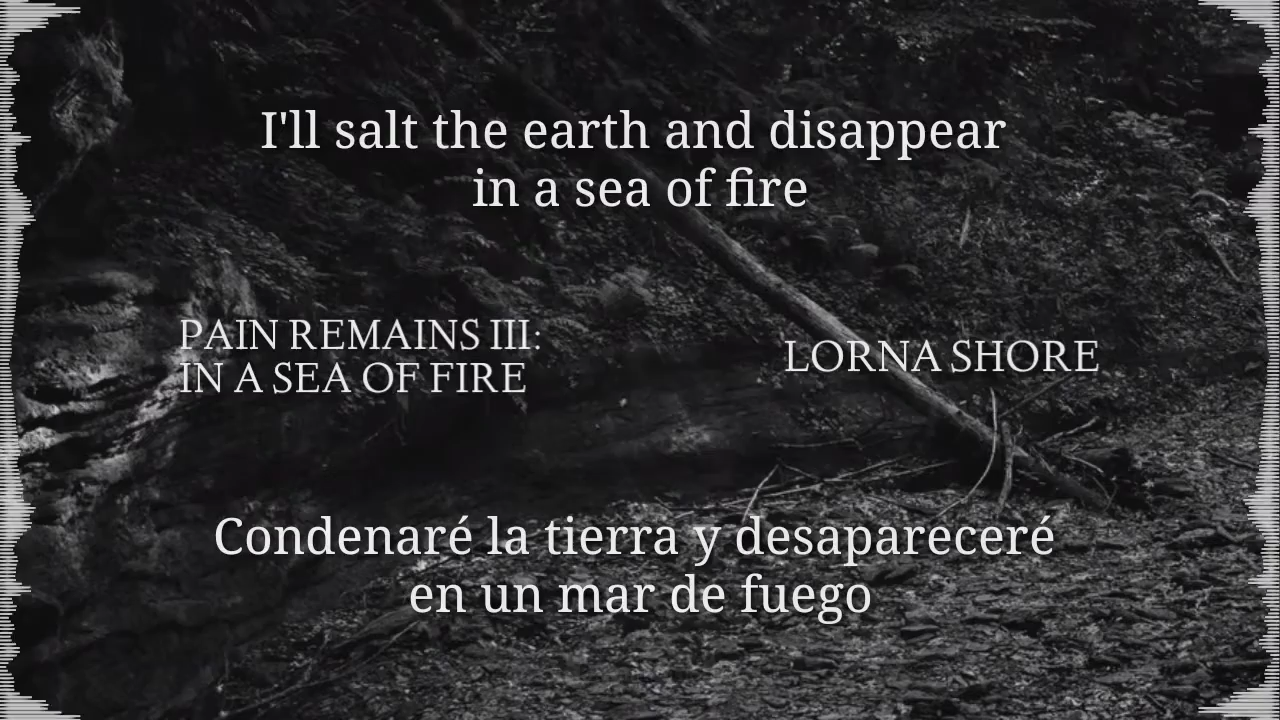 I'll salt the earth and disappear
in a sea of fire
PAIN REMAINS III:
IN A SEA OF FIRE
LORNA SHORE
Condenaré la tierra y desapareceré
en un mar de fuego